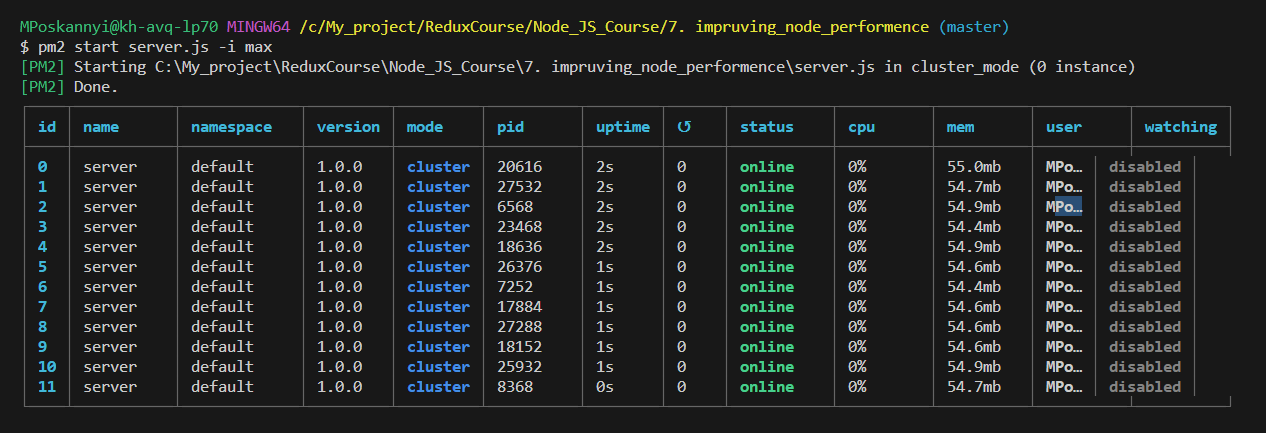 MPoskannyi@kh-avq-lp70 MINGW64 /c/My_project/ReduxCourse/Node_JS_Course/7. impruving_node_performence (master)
$ pm2 start server.js -i max
[PM2] Starting C:\My_project\ReduxCourse\Node_JS_Course\7. impruving_node_performence\server.js in cluster_mode (0 instance)
[PM2] Done.
id name namespace version mode pid uptime ↺ status cpu mem user watching
0 server default 1.0.0 cluster 20616 2s 0 online 0% 55.0mb MPo… disabled
1 server default 1.0.0 cluster 27532 2s 0 online 0% 54.7mb MPo… disabled
2 server default 1.0.0 cluster 6568 2s 0 online 0% 54.9mb MPo… disabled
3 server default 1.0.0 cluster 23468 2s 0 online 0% 54.4mb MPo… disabled
4 server default 1.0.0 cluster 18636 2s 0 online 0% 54.9mb MPo… disabled
5 server default 1.0.0 cluster 26376 1s 0 online 0% 54.6mb MPo… disabled
6 server default 1.0.0 cluster 7252 1s 0 online 0% 54.4mb MPo… disabled
7 server default 1.0.0 cluster 17884 1s 0 online 0% 54.6mb MPo… disabled
8 server default 1.0.0 cluster 27288 1s 0 online 0% 54.6mb MPo… disabled
9 server default 1.0.0 cluster 18152 1s 0 online 0% 54.6mb MPo… disabled
10 server default 1.0.0 cluster 25932 1s 0 online 0% 54.9mb MPo… disabled
11 server default 1.0.0 cluster 8368 0s 0 online 0% 54.7mb MPo… disabled